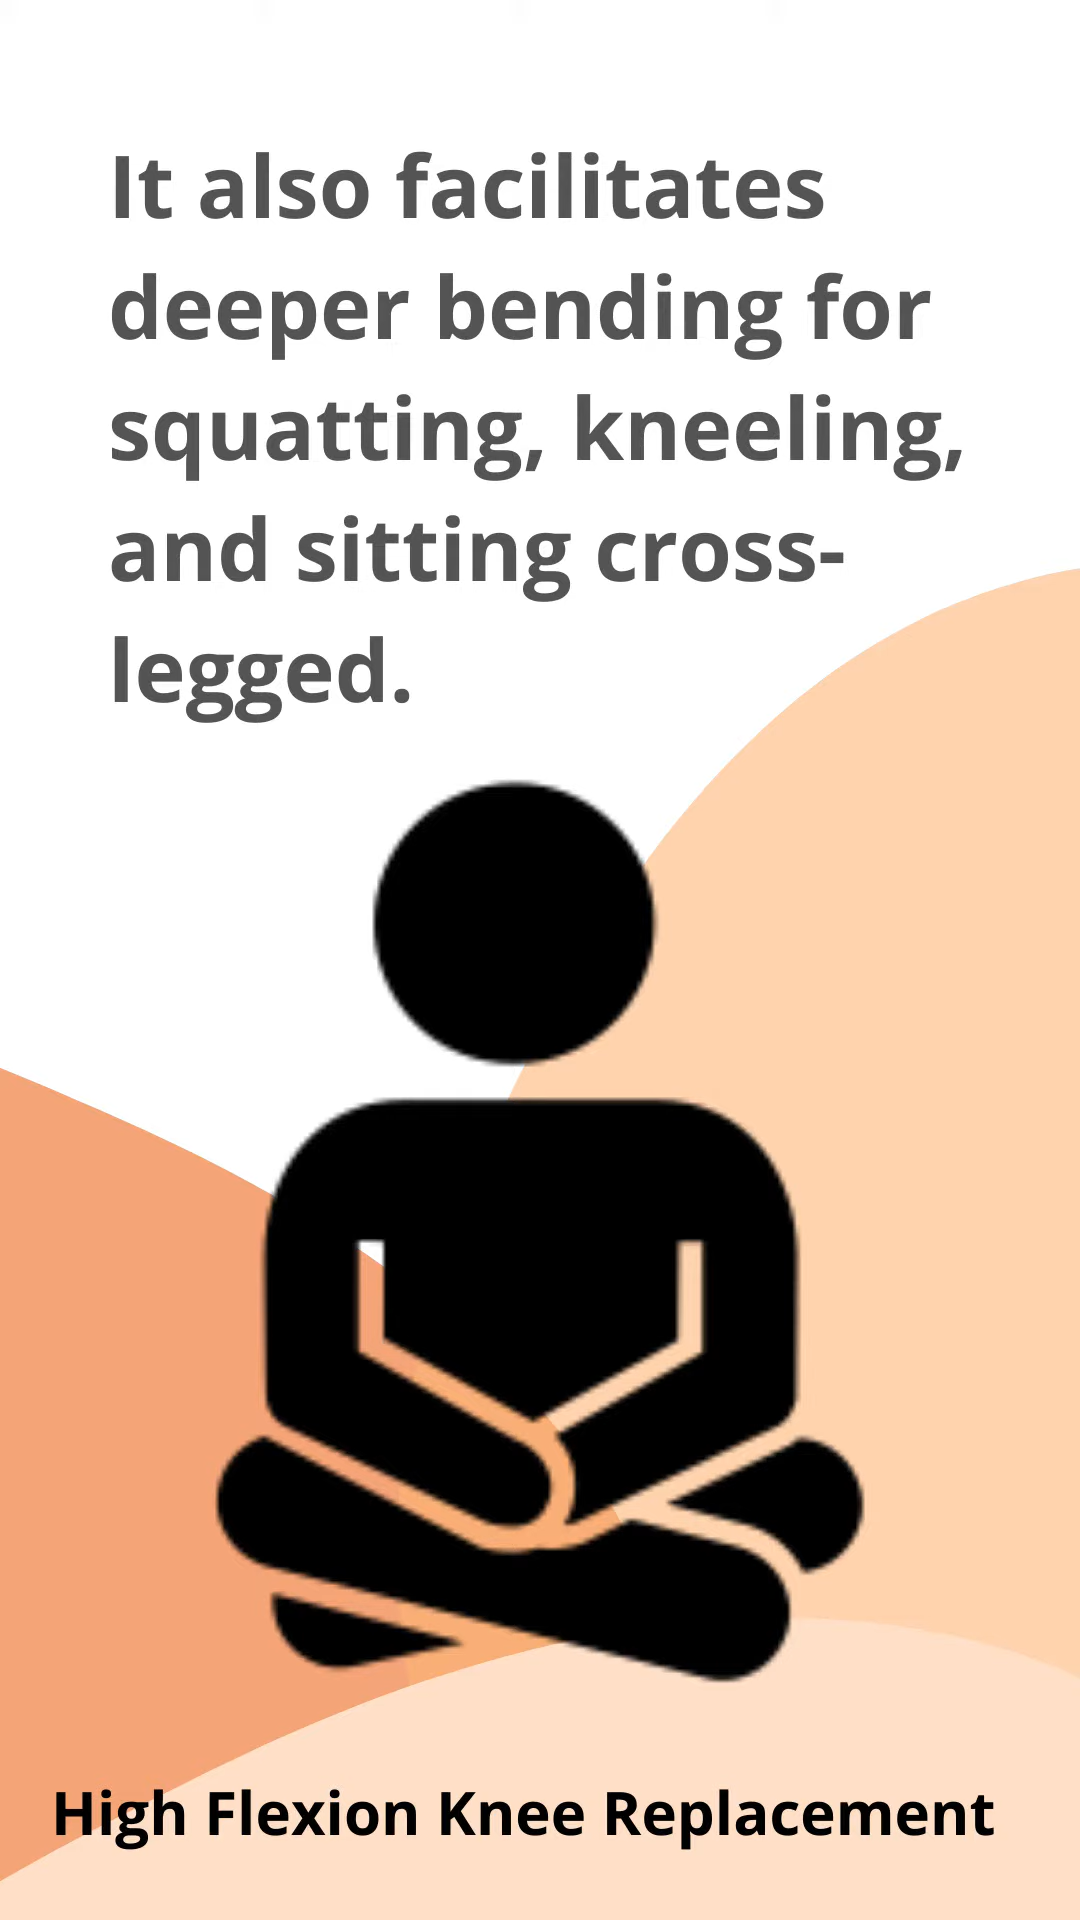 It also facilitates
deeper bending for
squatting, kneeling,
and sitting cross-
legged.
High Flexion Knee Replacement